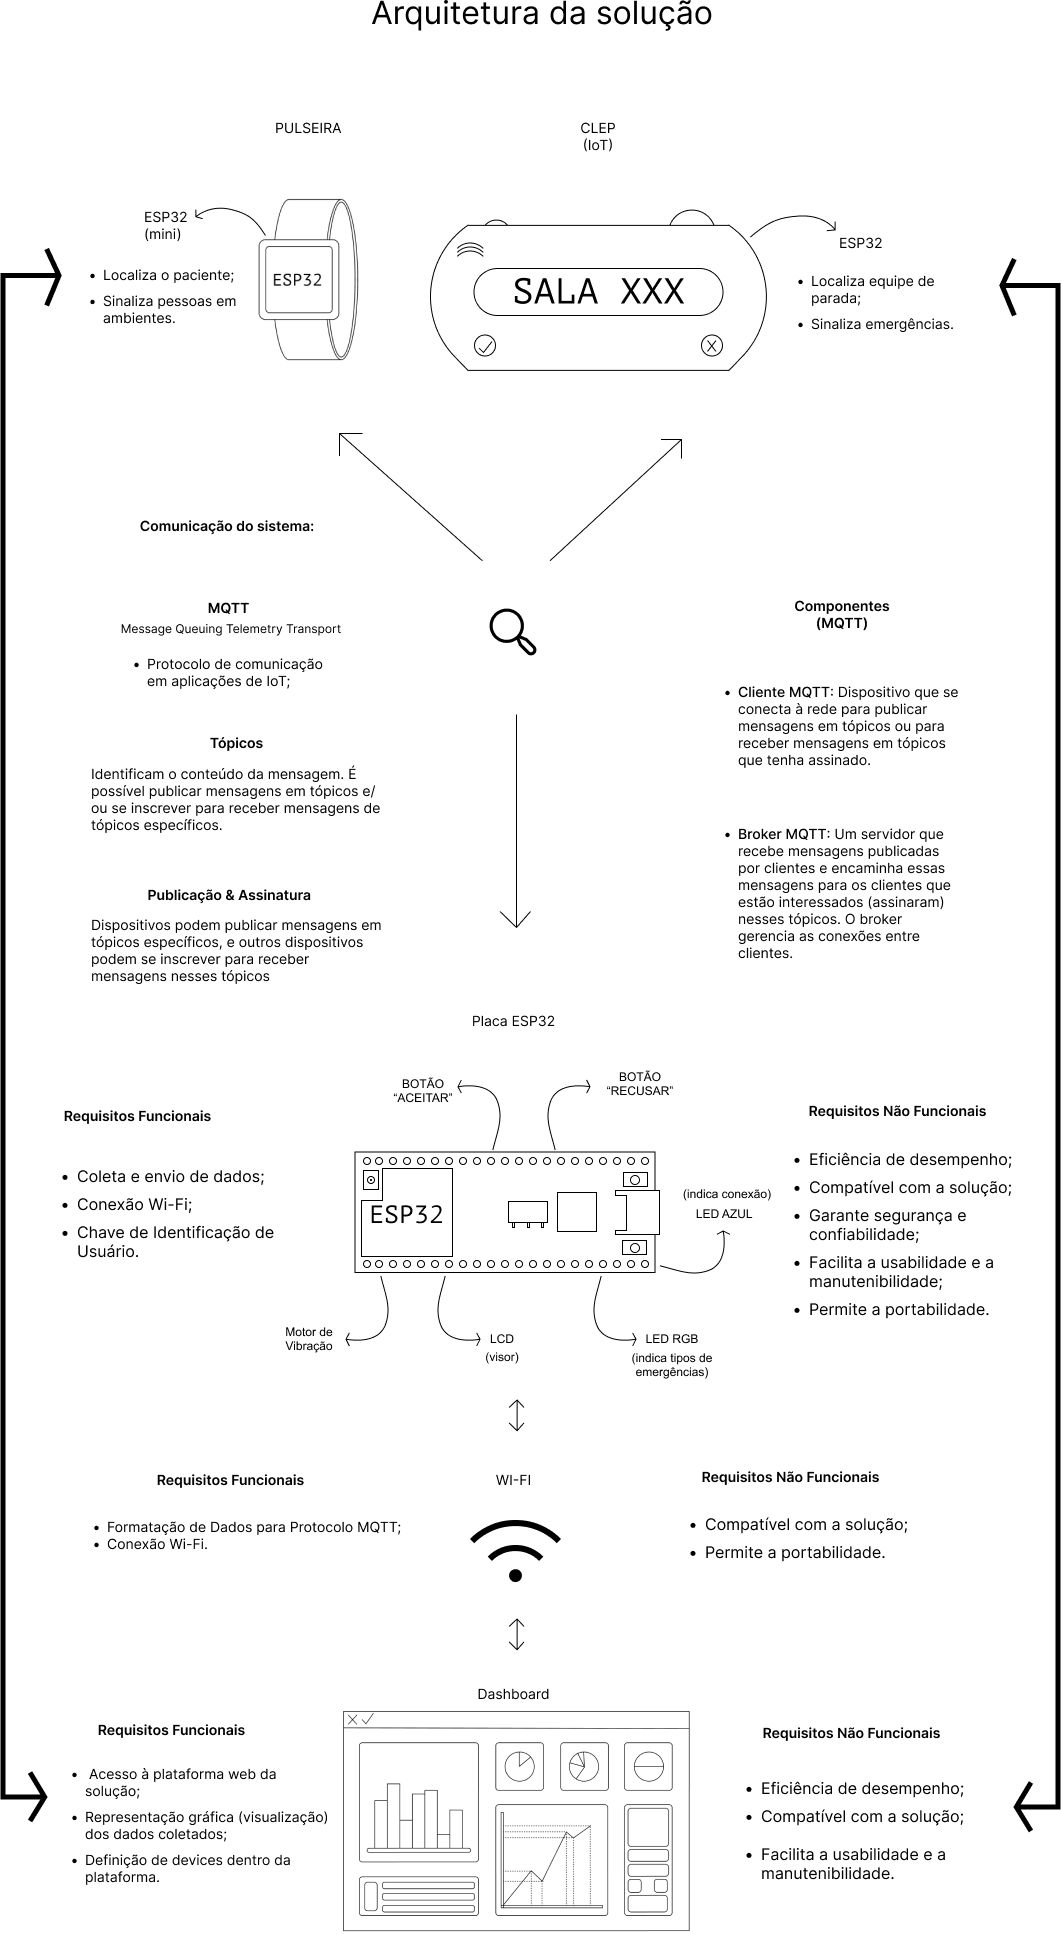 Arquitetura da solução
PULSEIRA
CLEP
(IoT)
ESP32
(mini)
• Localiza o paciente;
• Sinaliza pessoas em
ambientes.
ESP32
SALA XXX
ESP32
• Localiza equipe de
parada;
• Sinaliza emergências.
Comunicação do sistema:
MQTT
Message Queuing Telemetry Transport
• Protocolo de comunicação
em aplicações de IoT;
Tópicos
Identificam o conteúdo da mensagem. É
possível publicar mensagens em tópicos e/
ou se inscrever para receber mensagens de
tópicos específicos.
Publicação & Assinatura
Dispositivos podem publicar mensagens em
tópicos específicos, e outros dispositivos
podem se inscrever para receber
mensagens nesses tópicos
Componentes
(MQTT)
• Cliente MQTT: Dispositivo que se
conecta à rede para publicar
mensagens em tópicos ou para
receber mensagens em tópicos
que tenha assinado.
• Broker MQTT: Um servidor que
recebe mensagens publicadas
por clientes e encaminha essas
mensagens para os clientes que
estão interessados (assinaram)
nesses tópicos. O broker
gerencia as conexões entre
clientes.
Placa ESP32
Requisitos Funcionais
• Coleta e envio de dados;
• Conexão Wi-Fi;
• Chave de Identificação de
Usuário.
BOTÃO
“ACEITAR”
BOTÃO
“RECUSAR”
ESP32
(indica conexão)
LED AZUL
Motor de
Vibração
LCD
(visor)
LED RGB
(indica tipos de
emergências)
Requisitos Não Funcionais
• Eficiência de desempenho;
• Compatível com a solução;
• Garante segurança e
confiabilidade;
• Facilita a usabilidade e a
manutenibilidade;
• Permite a portabilidade.
Requisitos Funcionais
• Formatação de Dados para Protocolo MQTT;
• Conexão Wi-Fi.
WI-FI
Requisitos Não Funcionais
• Compatível com a solução;
• Permite a portabilidade.
Dashboard
Requisitos Funcionais
• Acesso à plataforma web da
solução;
• Representação gráfica (visualização)
dos dados coletados;
• Definição de devices dentro da
plataforma.
Requisitos Não Funcionais
• Eficiência de desempenho;
• Compatível com a solução;
• Facilita a usabilidade e a
manutenibilidade.